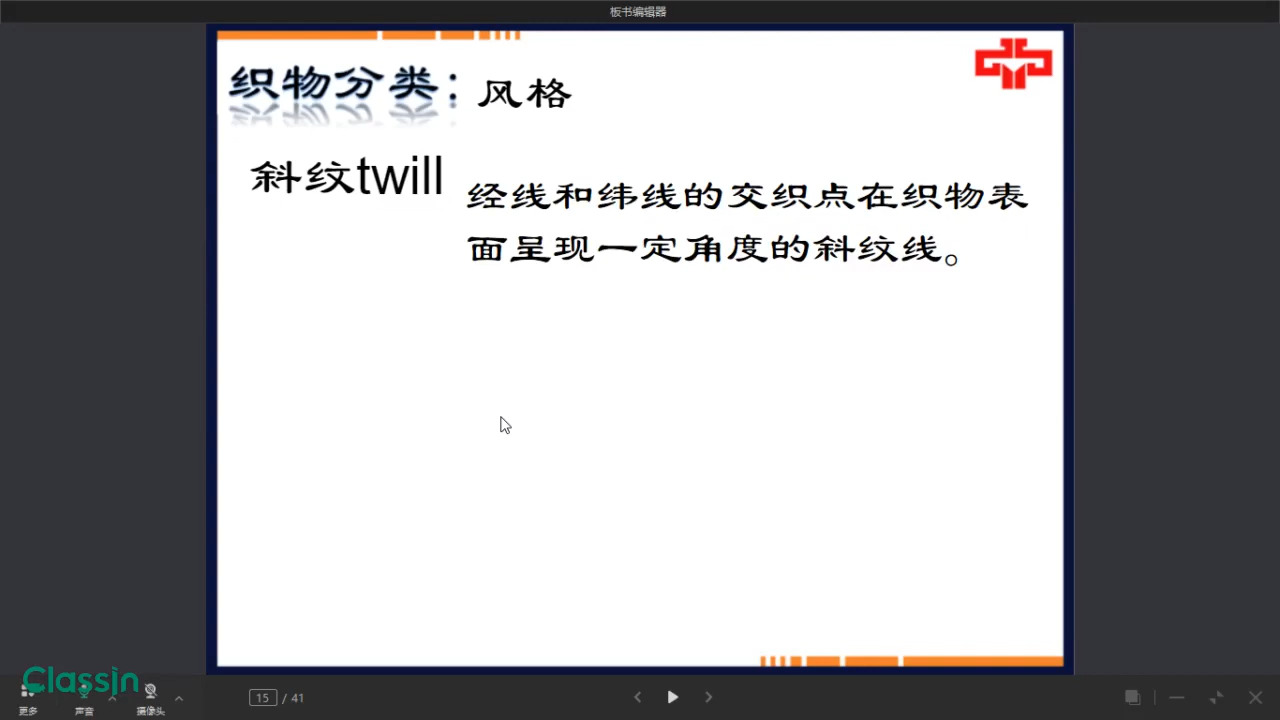 板书编辑器
织物分类：风格
斜纹twill
经线和纬线的交织点在织物表
面呈现一定角度的斜纹线。
ClassIn
更多
声音
摄像头
15 / 41